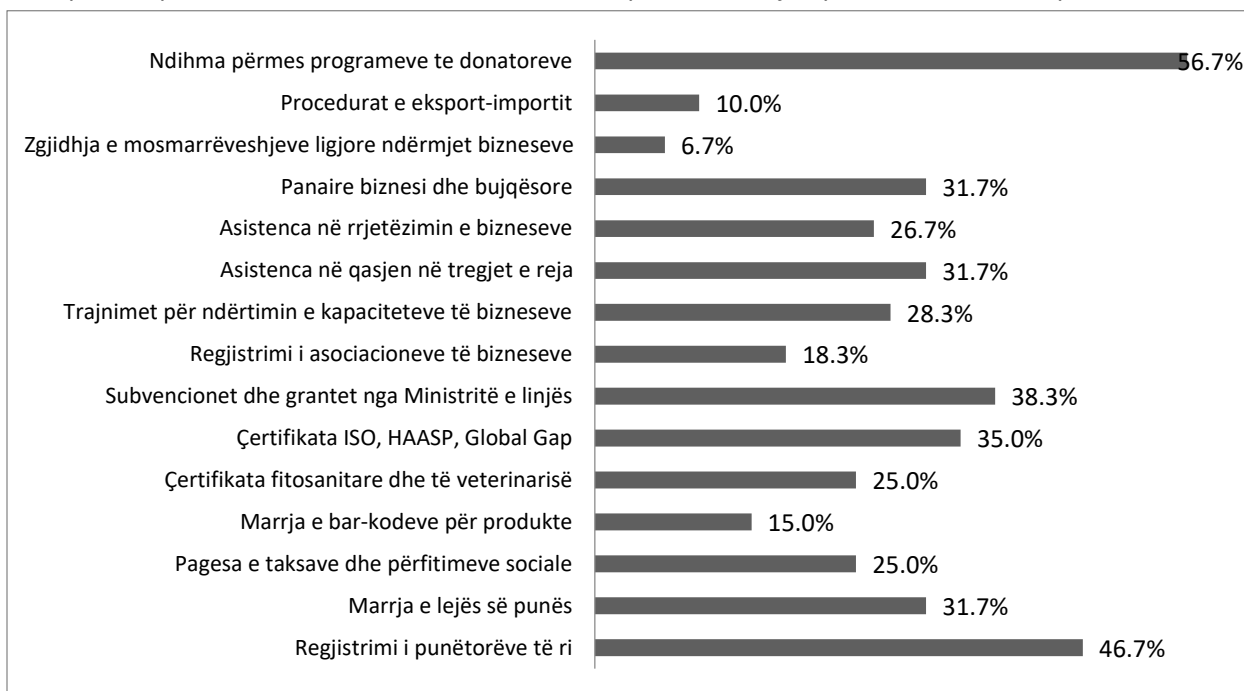 Ndihma përmes programeve te donatoreve 56.7%
Procedurat e eksport-importit 10.0%
Zgjidhja e mosmarrëveshjeve ligjore ndërmjet bizneseve 6.7%
Panaire biznesi dhe bujqësore 31.7%
Asistenca në rrjetëzimin e bizneseve 26.7%
Asistenca në qasjen në tregjet e reja 31.7%
Trajnimet për ndërtimin e kapaciteteve të bizneseve 28.3%
Regjistrimi i asociacioneve të bizneseve 18.3%
Subvencionet dhe grantet nga Ministritë e linjës 38.3%
Çertifikata ISO, HAASP, Global Gap 35.0%
Çertifikata fitosanitare dhe të veterinarisë 25.0%
Marrja e bar-kodeve për produkte 15.0%
Pagesa e taksave dhe përfitimeve sociale 25.0%
Marrja e lejës së punës 31.7%
Regjistrimi i punëtorëve të ri 46.7%